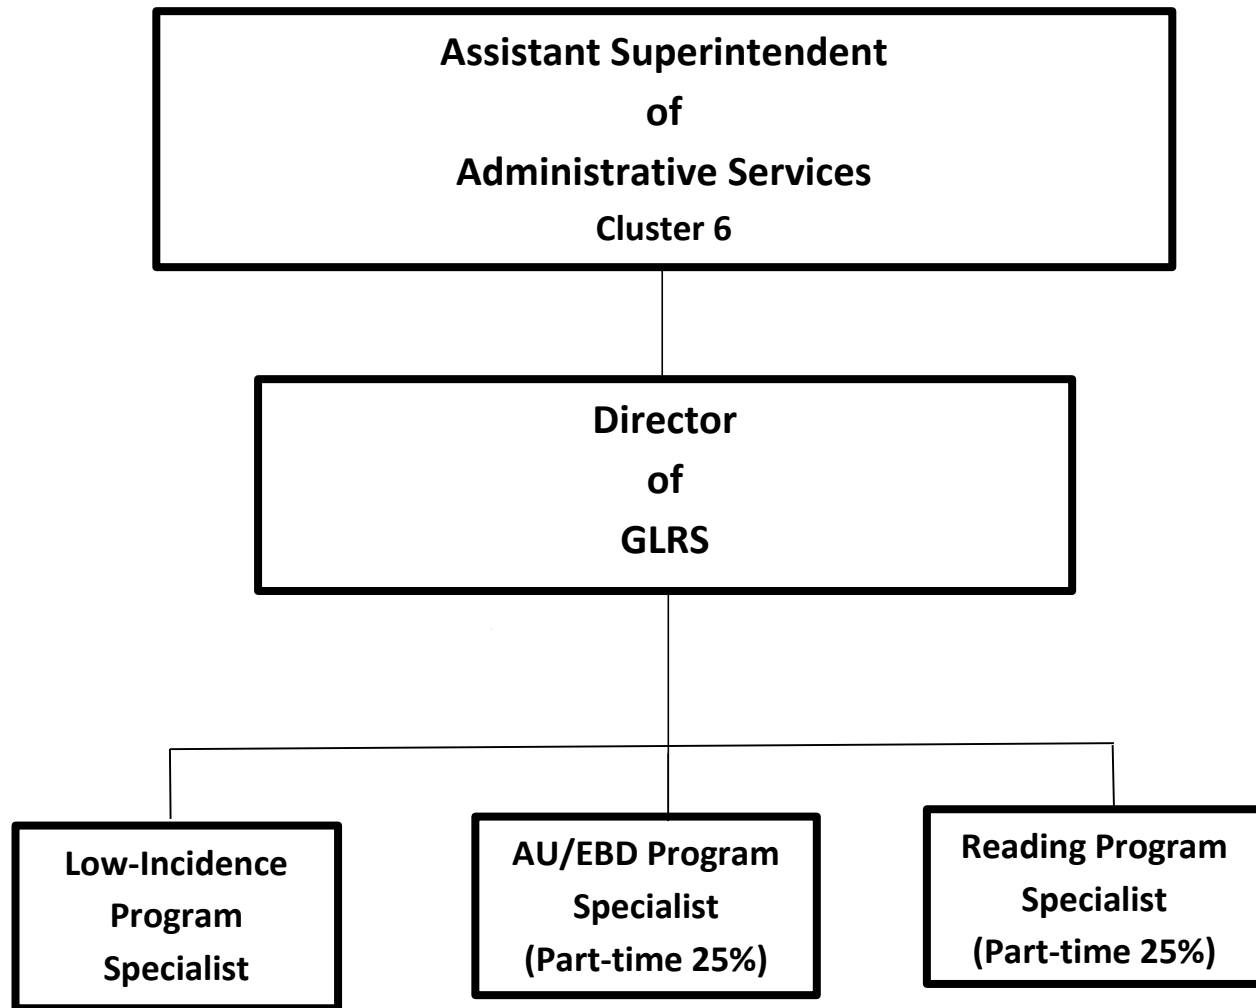 Assistant Superintendent
of
Administrative Services
Cluster 6
Director
of
GLRS
Low-Incidence
Program
Specialist
AU/EBD Program
Specialist
(Part-time 25%)
Reading Program
Specialist
(Part-time 25%)